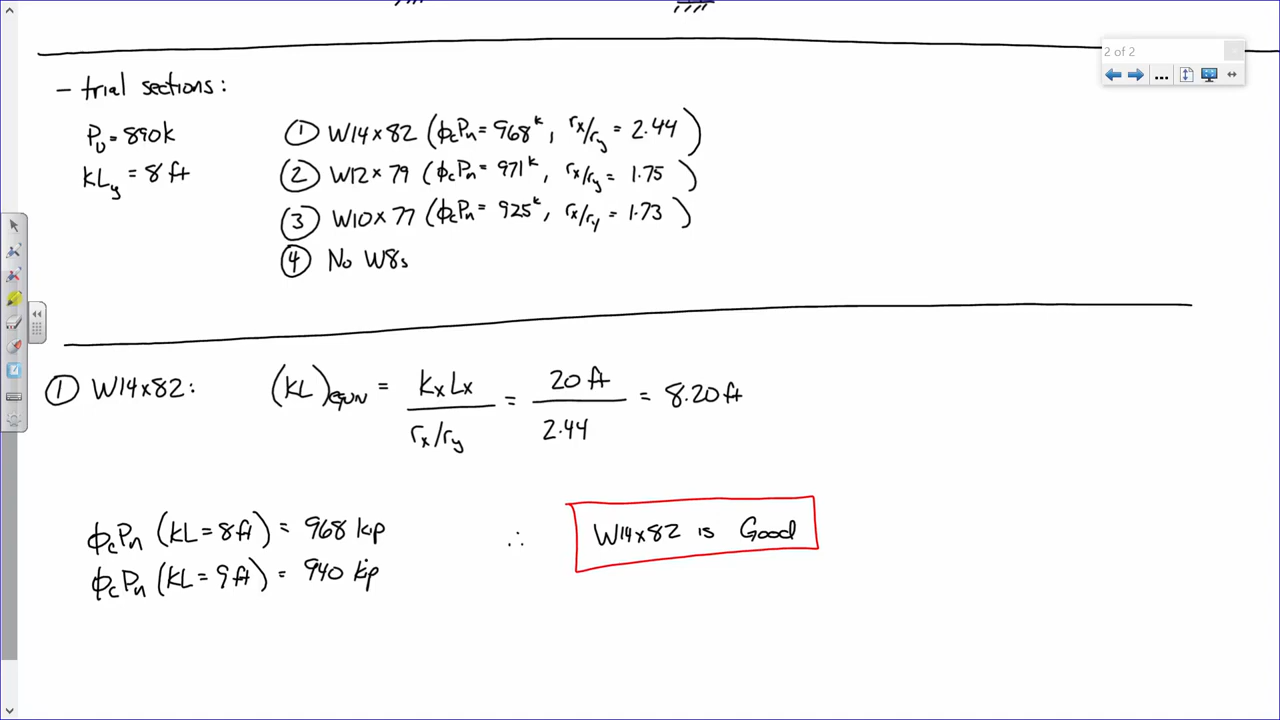 2 of 2
- trial sections:
Pᵤ = 890k
KLy = 8 ft
① W14×82 (ϕcPn = 968ᵏ, rx/ry = 2.44)
② W12×79 (ϕcPn = 971ᵏ, rx/ry = 1.75)
③ W10×77 (ϕcPn = 925ᵏ, rx/ry = 1.73)
④ No W8s
① W14×82: (KL)EQUIV = KxLx / (rx/ry) = 20 ft / 2.44 = 8.20 ft
ϕcPn (KL = 8 ft) = 968 kip
ϕcPn (KL = 9 ft) = 940 kip
∴ W14×82 is Good